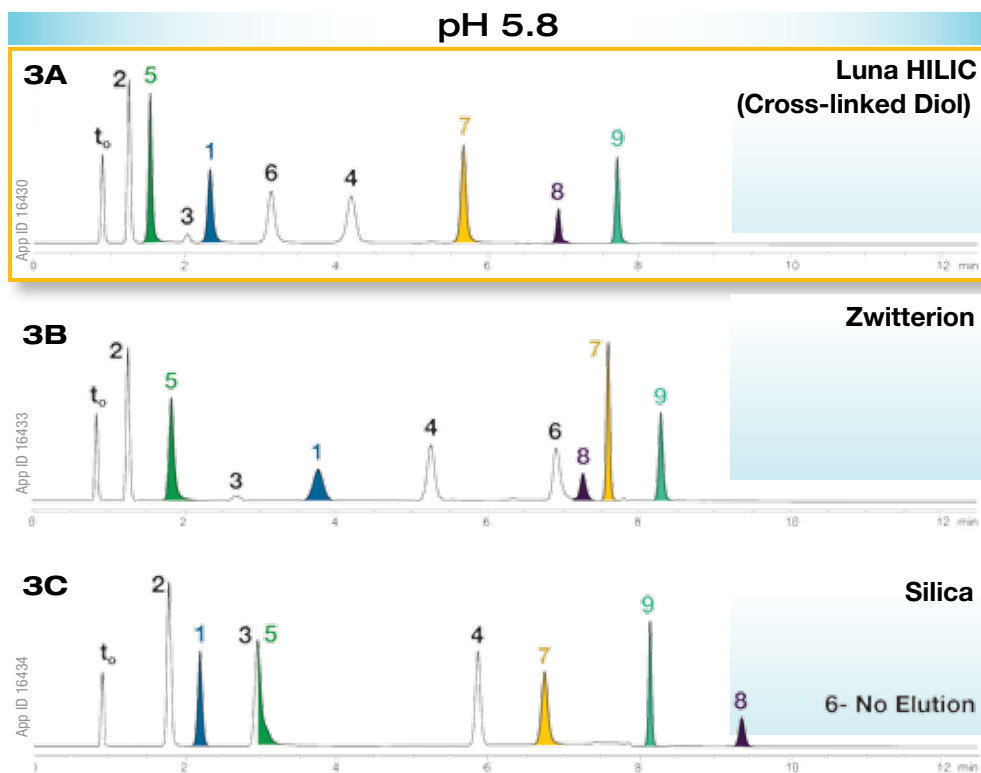 pH 5.8
3A
Luna HILIC
(Cross-linked Diol)
App ID 16430
t₀ 2 5 3 1 6 4 7 8 9
0 2 4 6 8 10 12 min
3B
Zwitterion
App ID 16433
t₀ 2 5 3 1 4 6 8 7 9
0 2 4 6 8 10 12 min
3C
Silica
App ID 16434
t₀ 2 1 3 5 4 7 9 8
6- No Elution
2 4 6 8 10 12 min